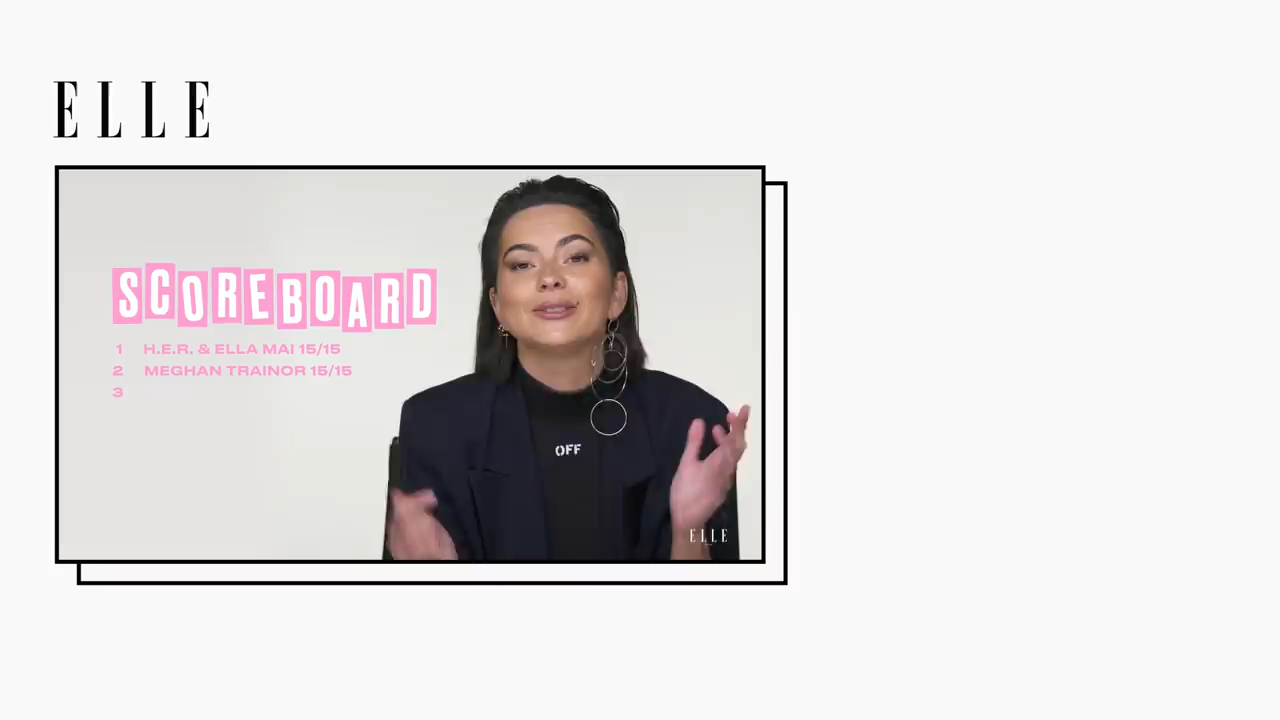 ELLE
SCOREBOARD
1 H.E.R. & ELLA MAI 15/15
2 MEGHAN TRAINOR 15/15
3
OFF
ELLE